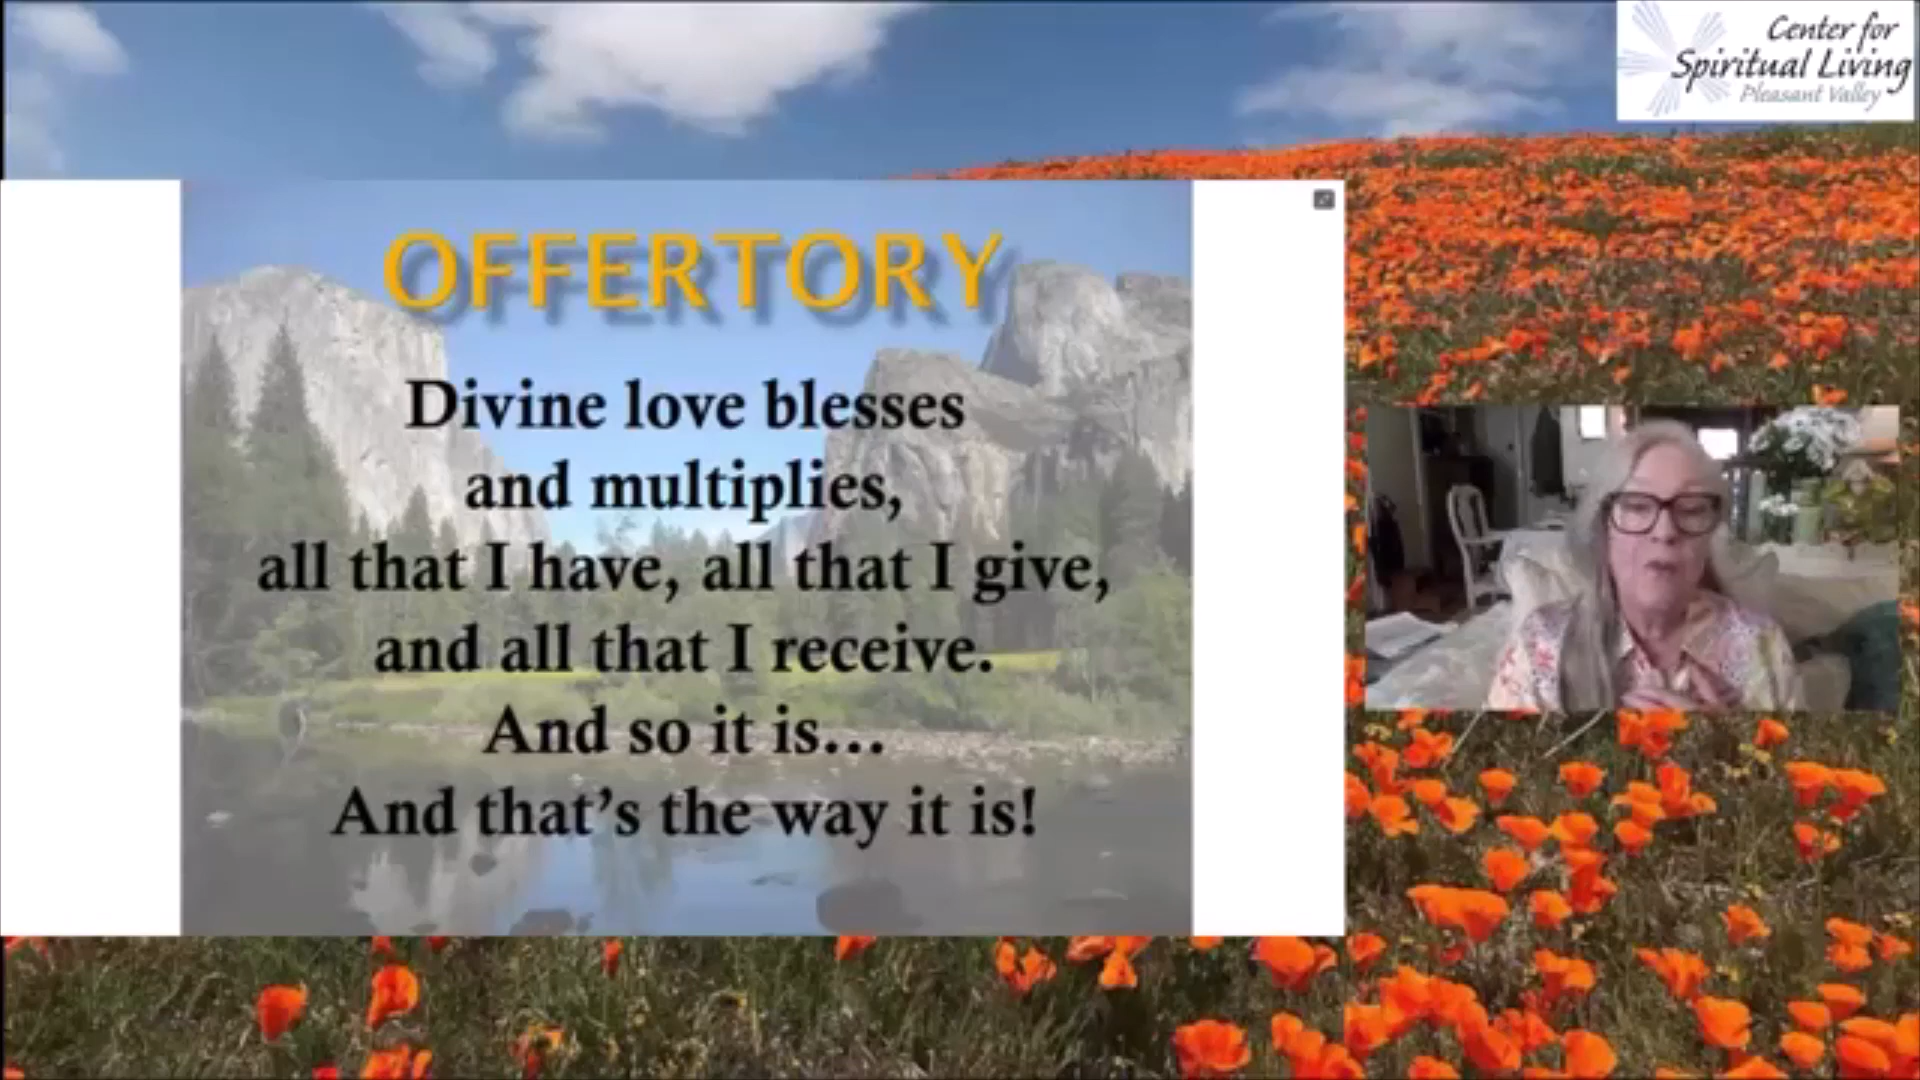 Center for
Spiritual Living
Pleasant Valley
OFFERTORY
Divine love blesses
and multiplies,
all that I have, all that I give,
and all that I receive.
And so it is...
And that's the way it is!